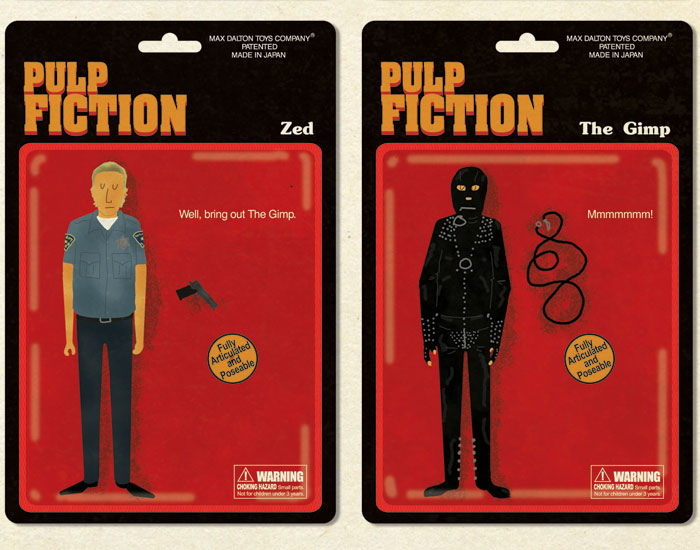 MAX DALTON TOYS COMPANY®
PATENTED
MADE IN JAPAN
PULP
FICTION
Zed
Well, bring out The Gimp.
Fully
Articulated
and
Poseable
WARNING
CHOKING HAZARD Small parts.
Not for children under 3 years.
MAX DALTON TOYS COMPANY®
PATENTED
MADE IN JAPAN
PULP
FICTION
The Gimp
Mmmmmmm!
Fully
Articulated
and
Poseable
WARNING
CHOKING HAZARD Small parts.
Not for children under 3 years.